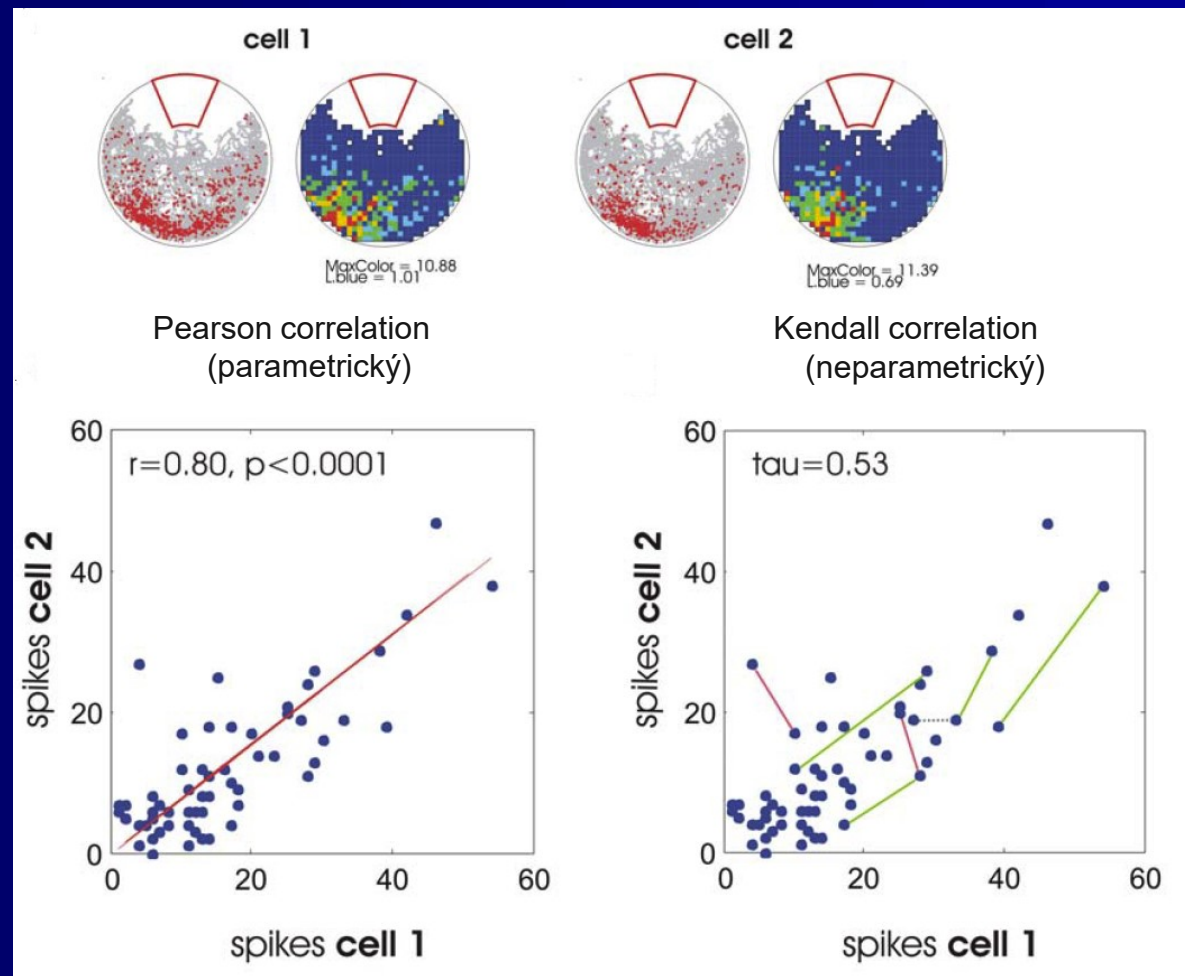 cell 1
cell 2
MaxColor = 10.88
L.blue = 1.01
MaxColor = 11.39
L.blue = 0.69
Pearson correlation
(parametrický)
Kendall correlation
(neparametrický)
60
40
20
0
r=0.80, p<0.0001
spikes cell 2
0
20
40
60
spikes cell 1
60
40
20
0
tau=0.53
spikes cell 2
0
20
40
60
spikes cell 1